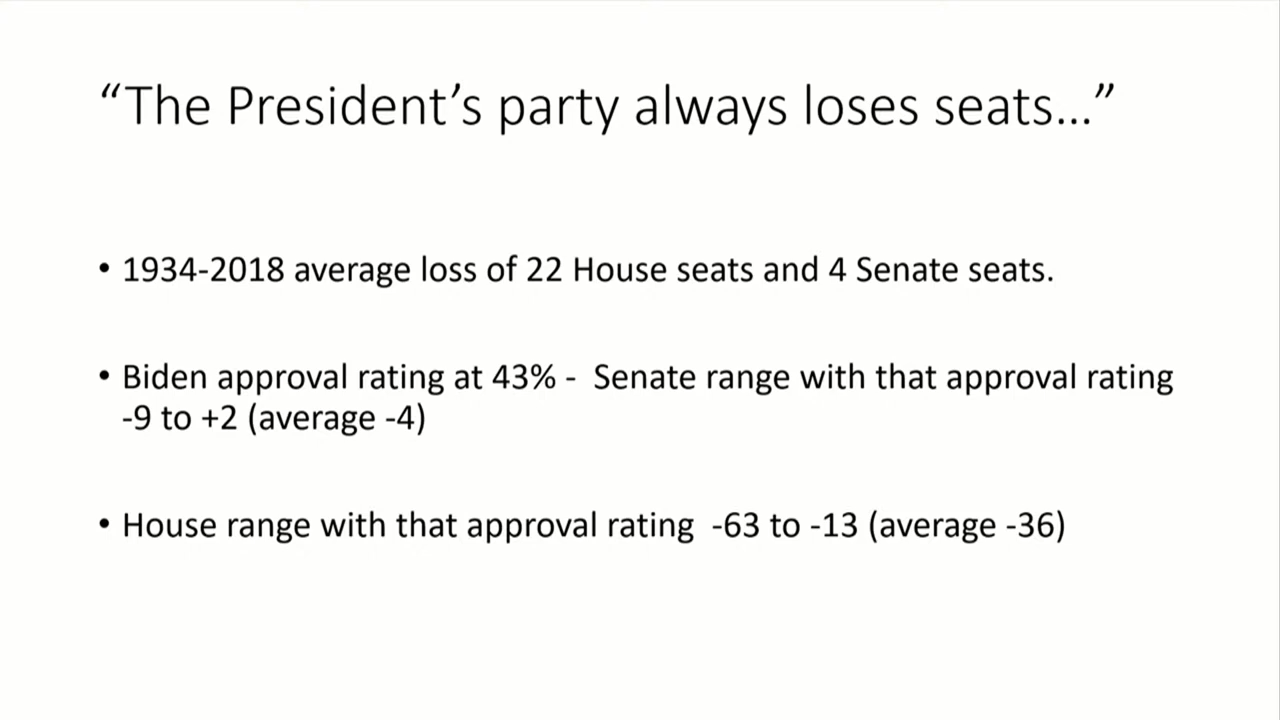 “The President’s party always loses seats...”
• 1934-2018 average loss of 22 House seats and 4 Senate seats.
• Biden approval rating at 43% -  Senate range with that approval rating
-9 to +2 (average -4)
• House range with that approval rating  -63 to -13 (average -36)